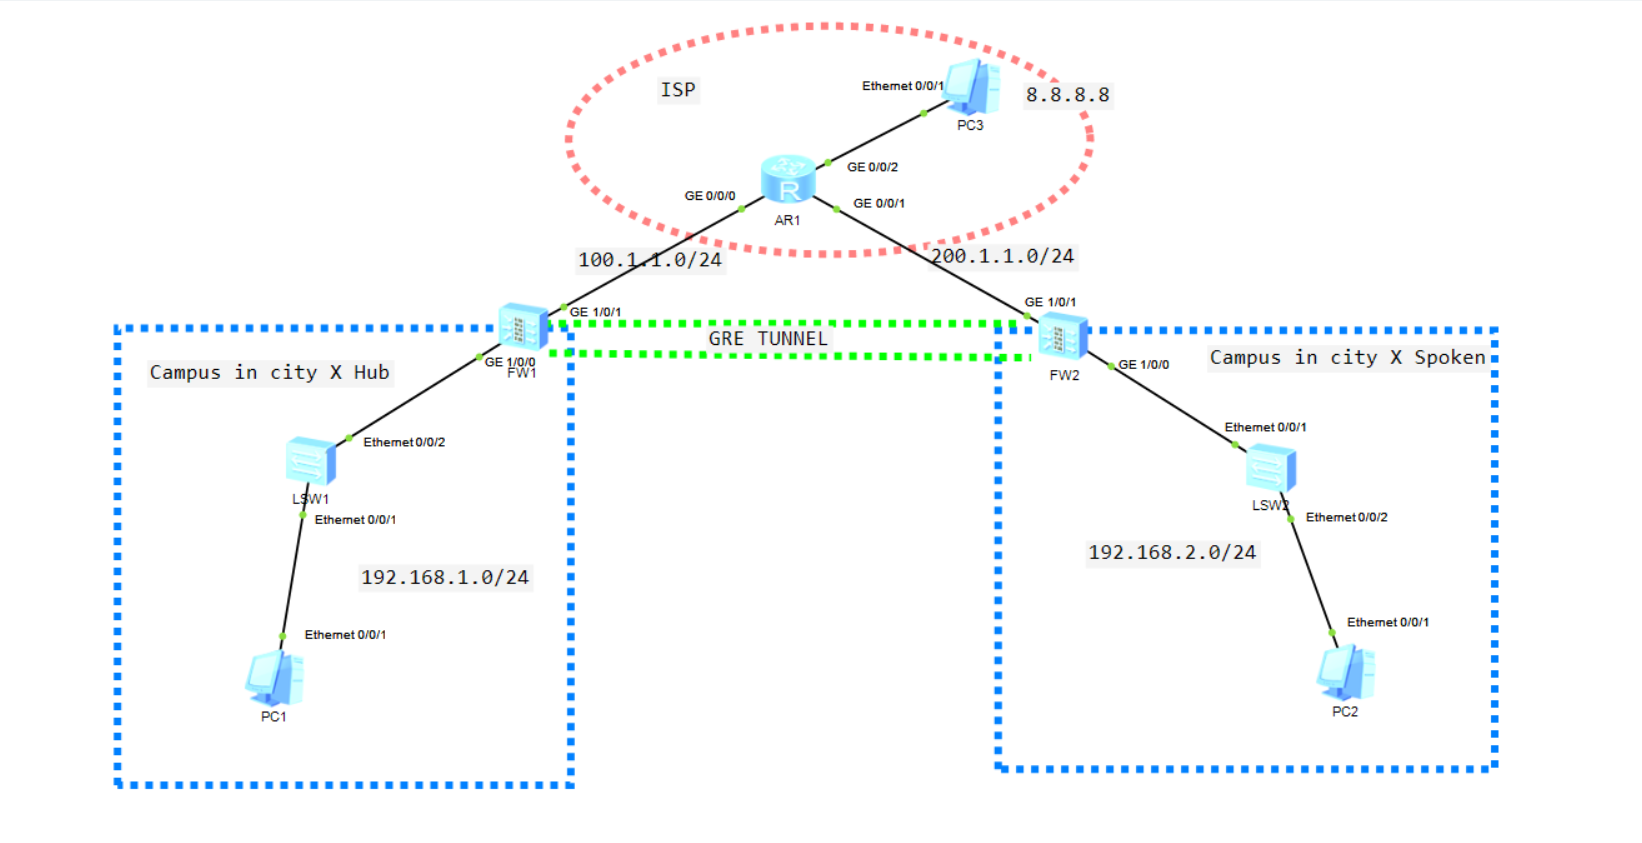 Ethernet 0/0/1
ISP
8.8.8.8
PC3
GE 0/0/2
GE 0/0/0
GE 0/0/1
AR1
100.1.1.0/24
200.1.1.0/24
GE 1/0/1
GE 1/0/1
GRE TUNNEL
GE 1/0/0
FW1
Campus in city X Hub
FW2
GE 1/0/0
Campus in city X Spoken
Ethernet 0/0/2
LSW1
Ethernet 0/0/1
192.168.1.0/24
Ethernet 0/0/1
PC1
Ethernet 0/0/1
LSW2
Ethernet 0/0/2
192.168.2.0/24
Ethernet 0/0/1
PC2